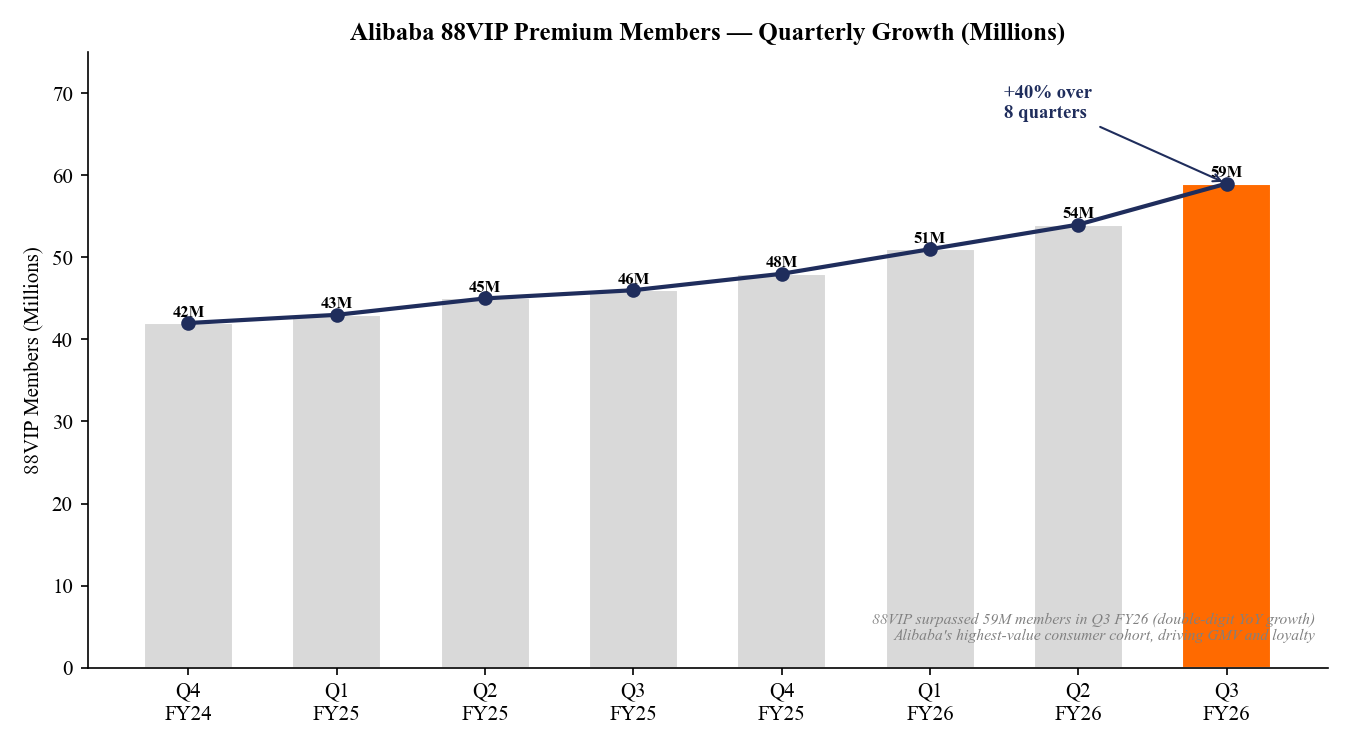 Alibaba 88VIP Premium Members — Quarterly Growth (Millions)
+40% over
8 quarters
88VIP Members (Millions)
70
60
50
40
30
20
10
0
42M
43M
45M
46M
48M
51M
54M
59M
88VIP surpassed 59M members in Q3 FY26 (double-digit YoY growth)
Alibaba's highest-value consumer cohort, driving GMV and loyalty
Q4
FY24
Q1
FY25
Q2
FY25
Q3
FY25
Q4
FY25
Q1
FY26
Q2
FY26
Q3
FY26